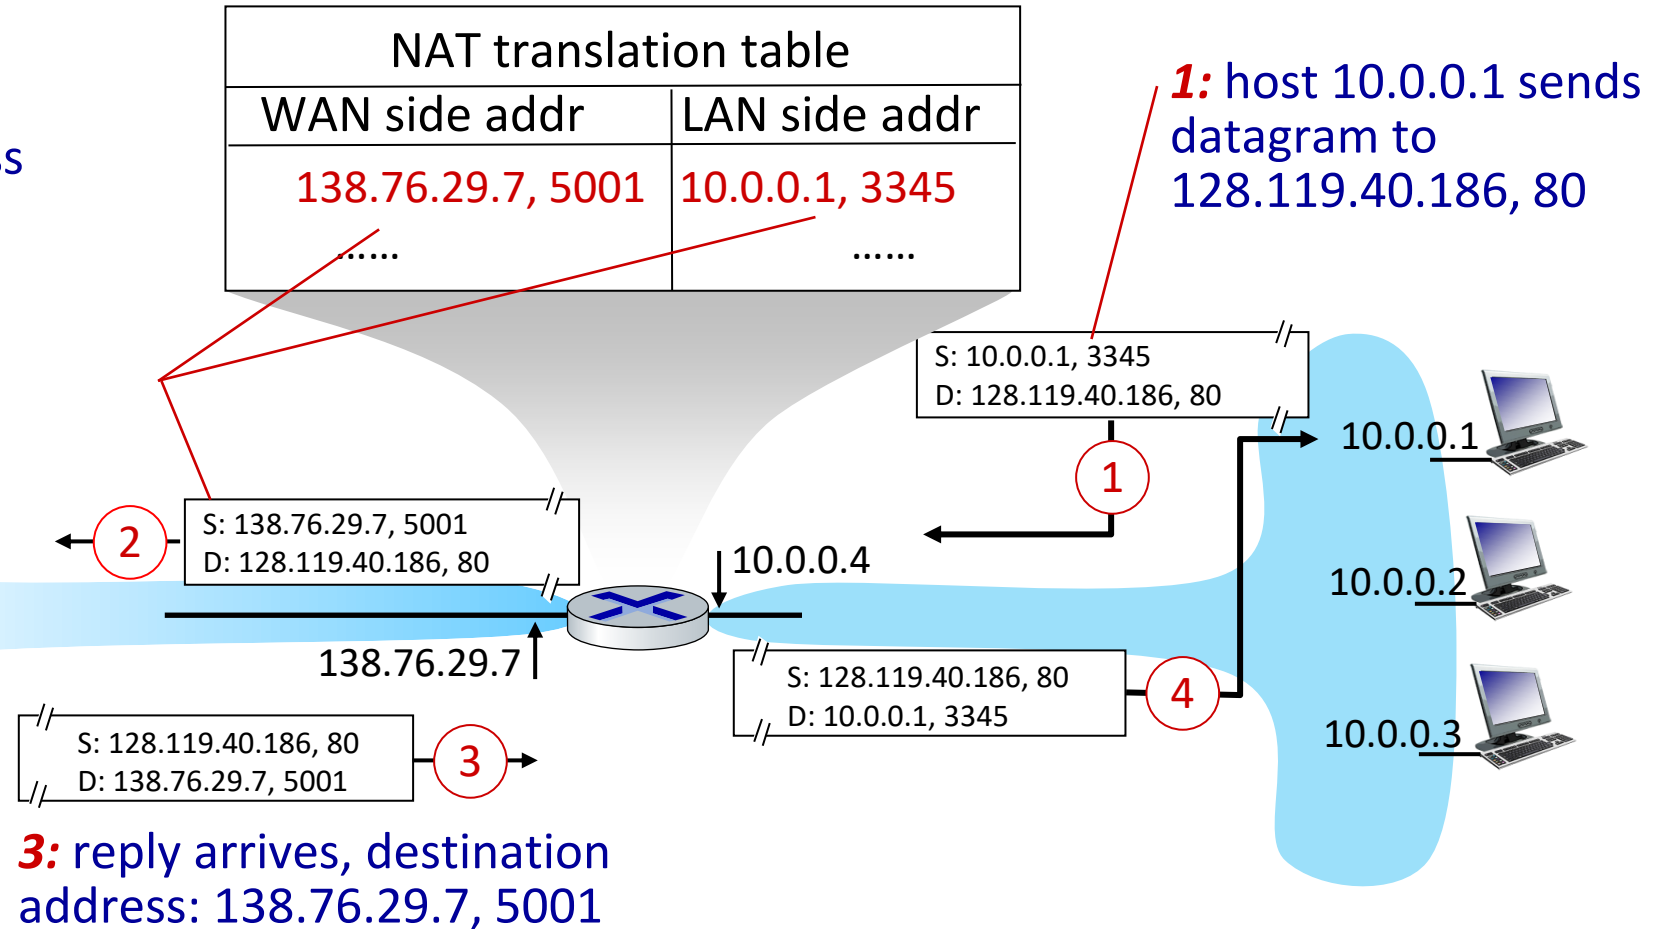 NAT translation table
WAN side addr LAN side addr
138.76.29.7, 5001 10.0.0.1, 3345
...... ......
1: host 10.0.0.1 sends
datagram to
128.119.40.186, 80
S: 10.0.0.1, 3345
D: 128.119.40.186, 80
1
10.0.0.1
2
S: 138.76.29.7, 5001
D: 128.119.40.186, 80
10.0.0.4
10.0.0.2
138.76.29.7
S: 128.119.40.186, 80
D: 10.0.0.1, 3345
4
10.0.0.3
S: 128.119.40.186, 80
D: 138.76.29.7, 5001
3
3: reply arrives, destination
address: 138.76.29.7, 5001